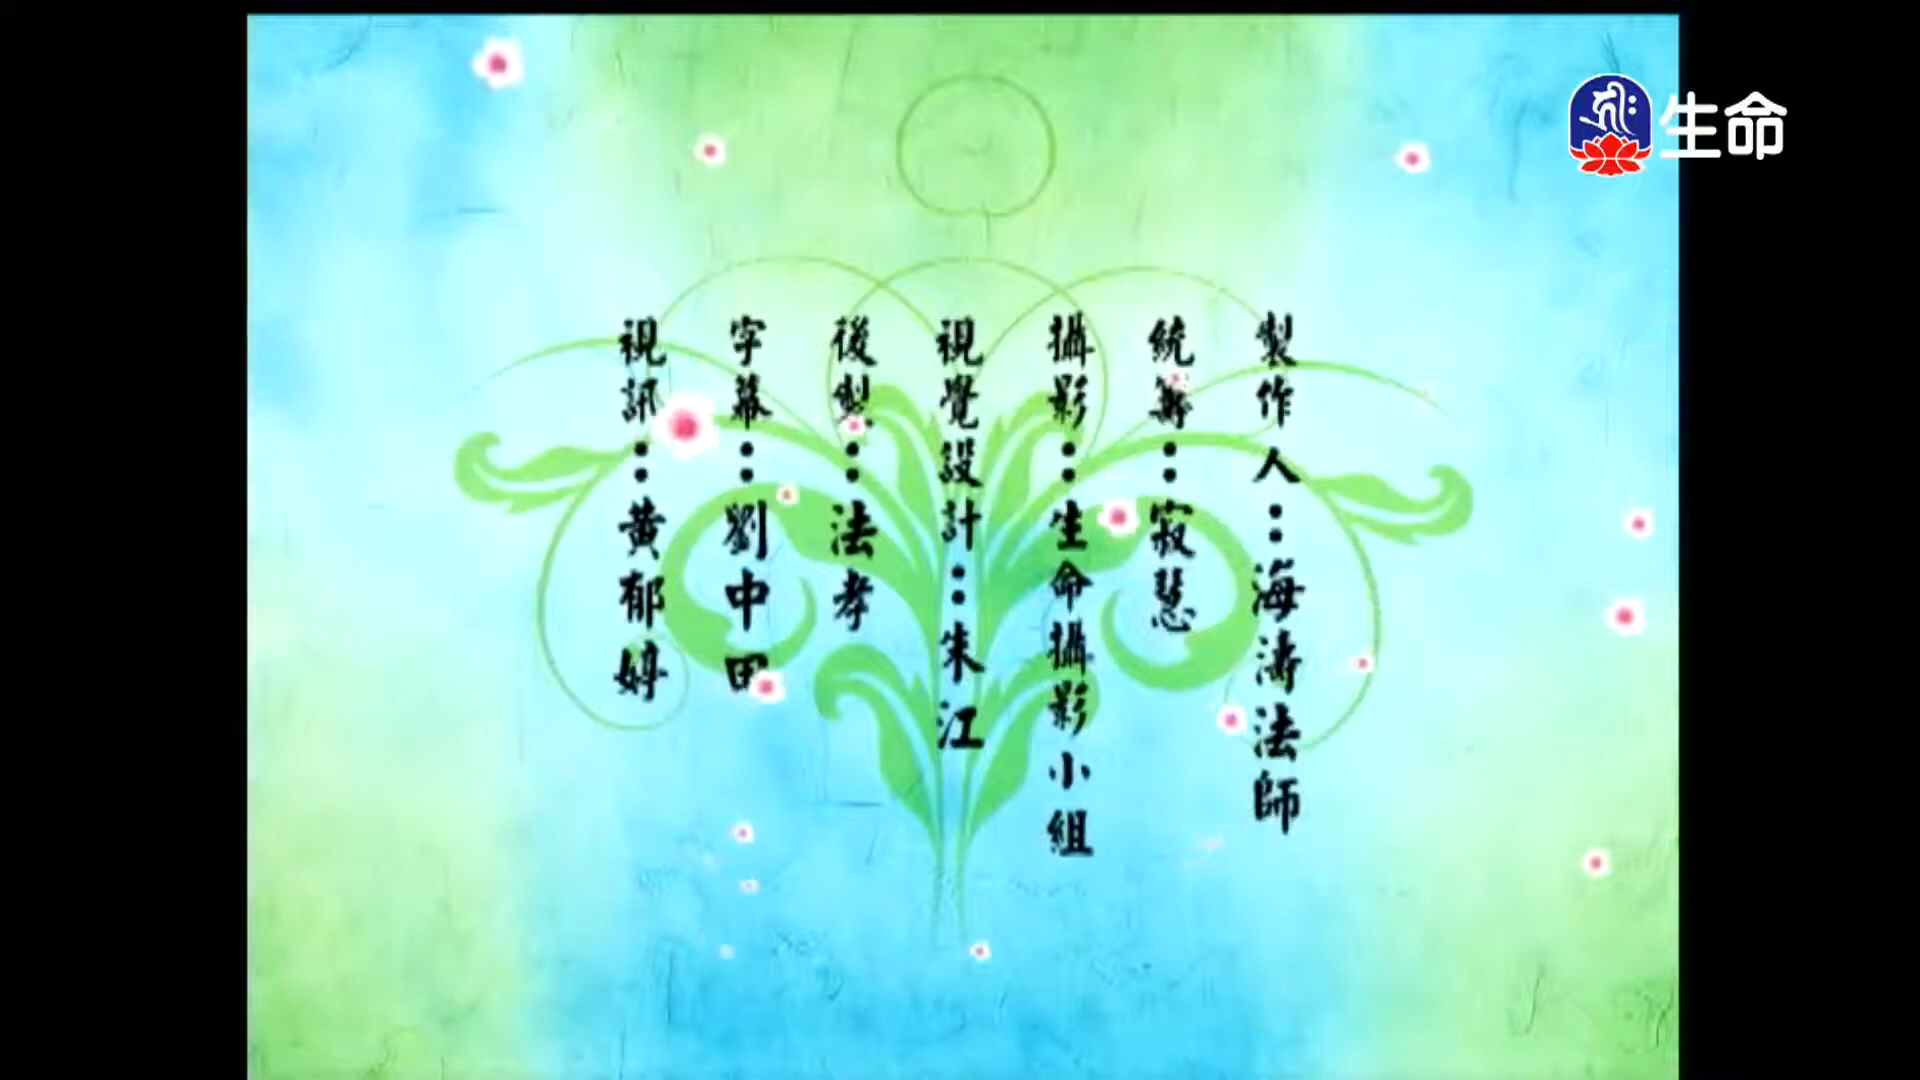 製作人：海濤法師
統籌：寂慧
攝影：生命攝影小組
視覺設計：朱江
後製：法孝
字幕：劉中田
視訊：黃郁婷
生命